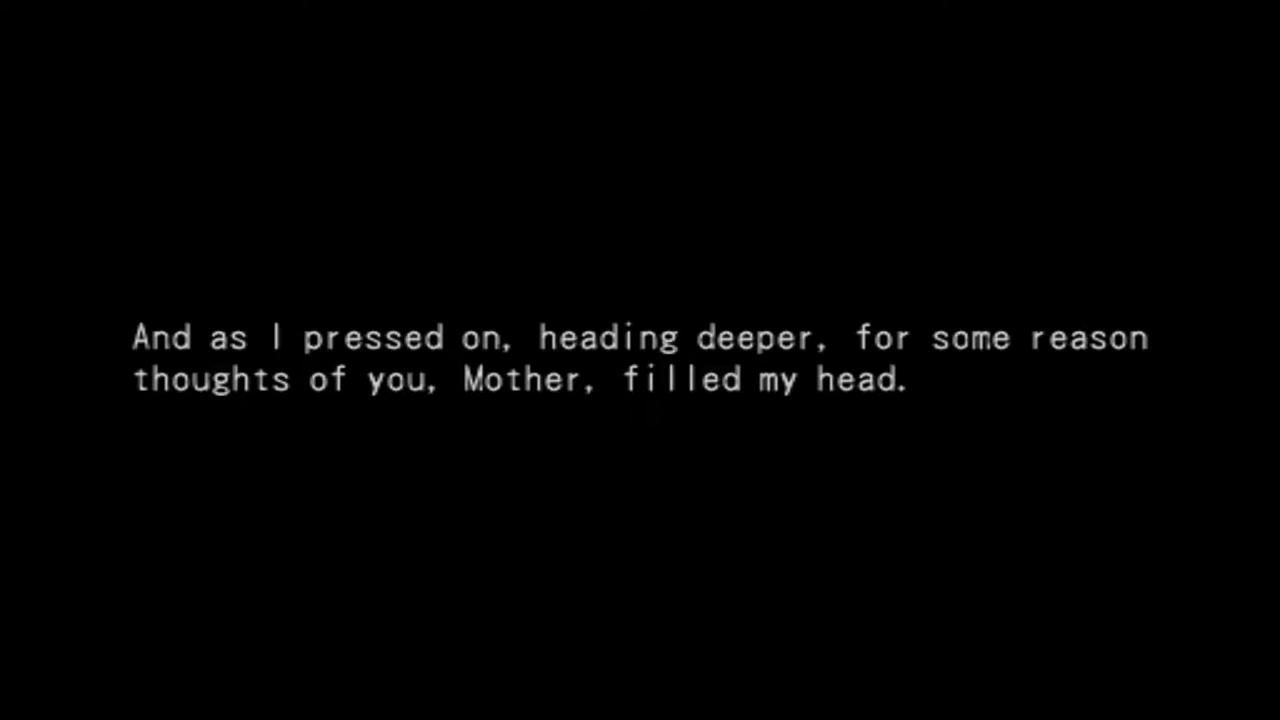 And as I pressed on, heading deeper, for some reason
thoughts of you, Mother, filled my head.